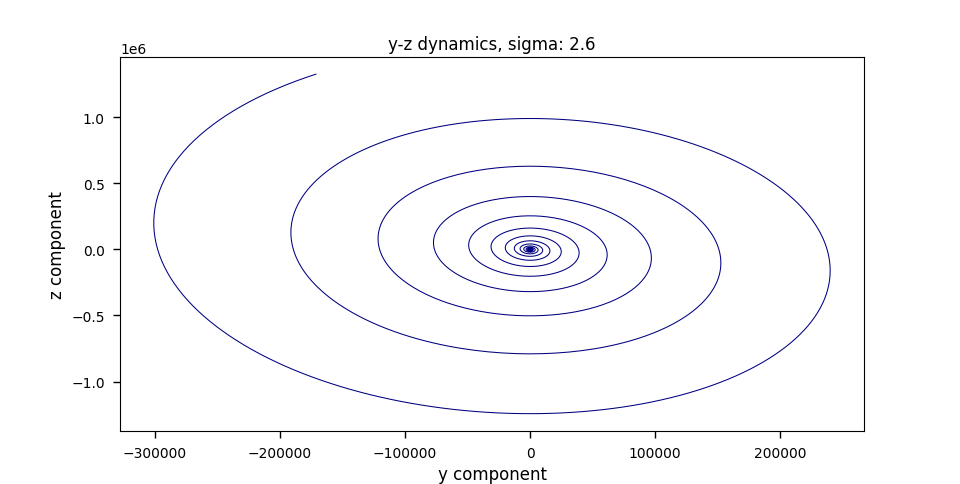 y-z dynamics, sigma: 2.6
1e6
1.0
0.5
0.0
−0.5
−1.0
z component
−300000 −200000 −100000 0 100000 200000
y component